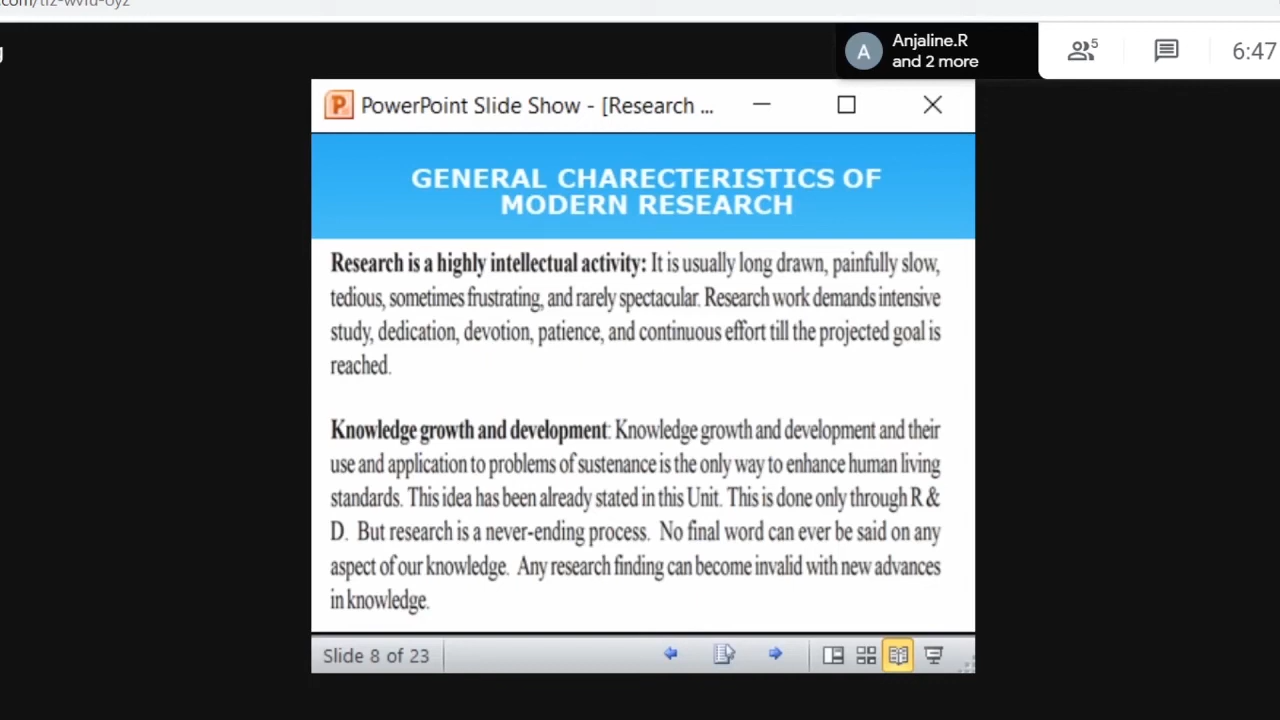 Anjaline.R
and 2 more
5
6:47
PowerPoint Slide Show - [Research ...
GENERAL CHARECTERISTICS OF
MODERN RESEARCH
Research is a highly intellectual activity: It is usually long drawn, painfully slow,
tedious, sometimes frustrating, and rarely spectacular. Research work demands intensive
study, dedication, devotion, patience, and continuous effort till the projected goal is
reached.
Knowledge growth and development: Knowledge growth and development and their
use and application to problems of sustenance is the only way to enhance human living
standards. This idea has been already stated in this Unit. This is done only through R &
D. But research is a never-ending process. No final word can ever be said on any
aspect of our knowledge. Any research finding can become invalid with new advances
in knowledge.
Slide 8 of 23